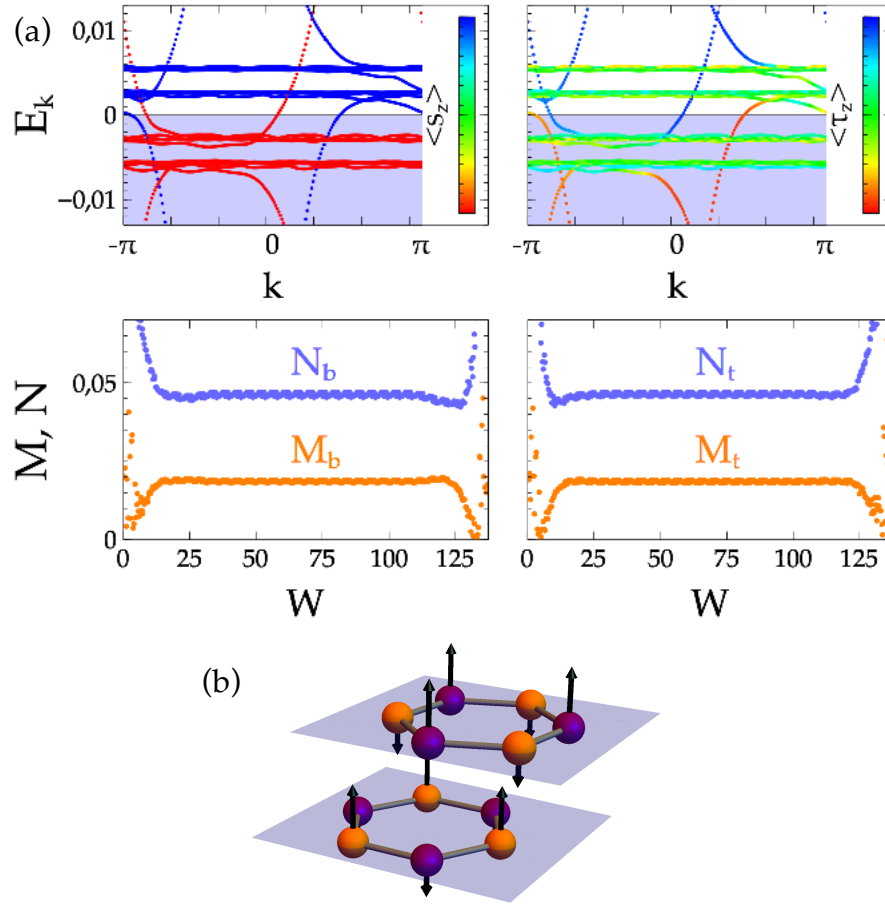 (a)
0,01
0
−0,01
E_k
<s_z>
<τ_z>
-π 0 π
-π 0 π
k
k
N_b
N_t
M_b
M_t
M, N
0,05
0
0 25 50 75 100 125
0 25 50 75 100 125
W
W
(b)